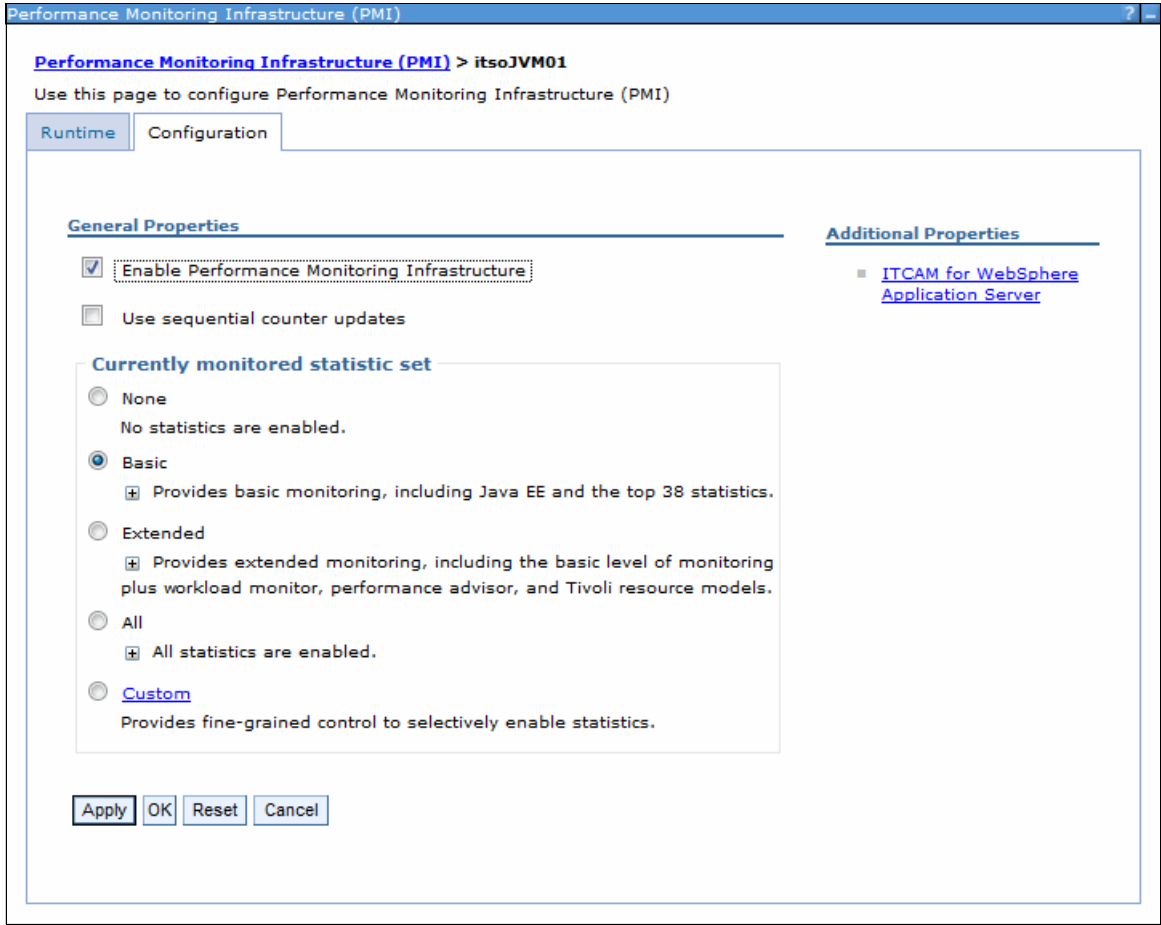 Performance Monitoring Infrastructure (PMI)
?
Performance Monitoring Infrastructure (PMI) > itsoJVM01
Use this page to configure Performance Monitoring Infrastructure (PMI)
Runtime Configuration
General Properties
Enable Performance Monitoring Infrastructure
Use sequential counter updates
Currently monitored statistic set
None
No statistics are enabled.
Basic
Provides basic monitoring, including Java EE and the top 38 statistics.
Extended
Provides extended monitoring, including the basic level of monitoring
plus workload monitor, performance advisor, and Tivoli resource models.
All
All statistics are enabled.
Custom
Provides fine-grained control to selectively enable statistics.
Apply OK Reset Cancel
Additional Properties
ITCAM for WebSphere
Application Server